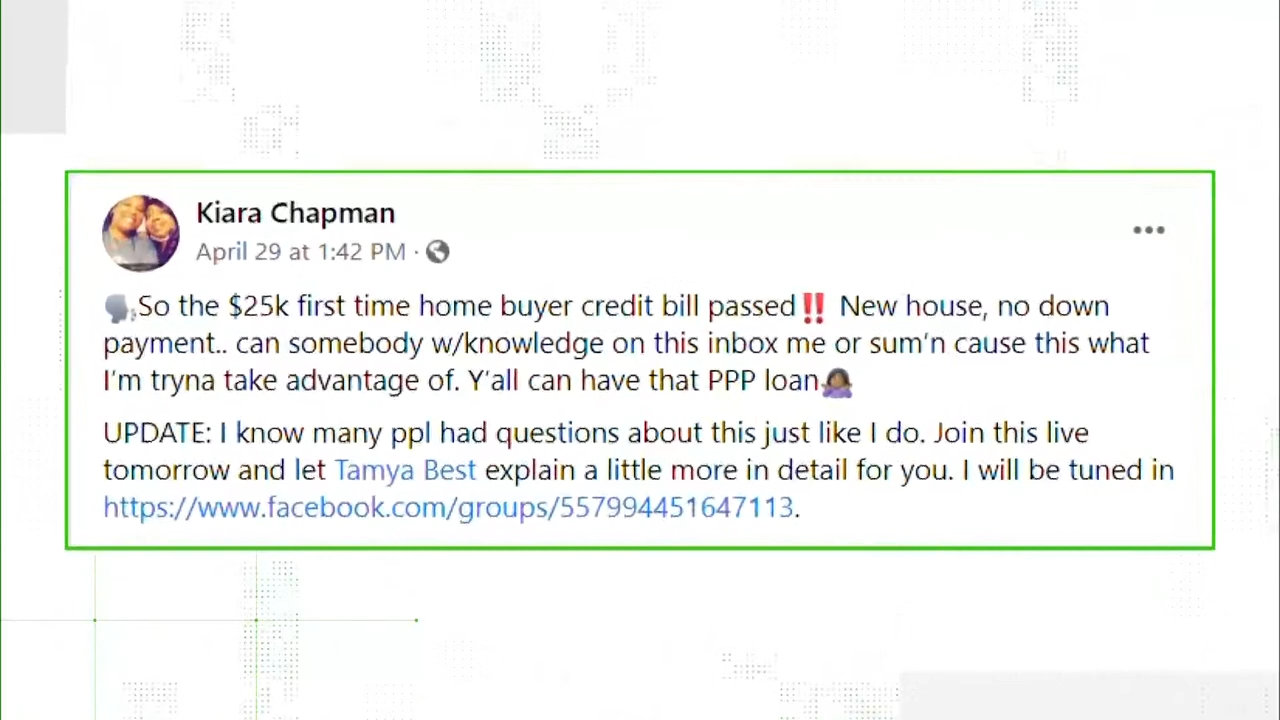 Kiara Chapman
April 29 at 1:42 PM ·
🗣️So the $25k first time home buyer credit bill passed‼️ New house, no down
payment.. can somebody w/knowledge on this inbox me or sum’n cause this what
I’m tryna take advantage of. Y’all can have that PPP loan🤷🏾‍♀️
UPDATE: I know many ppl had questions about this just like I do. Join this live
tomorrow and let Tamya Best explain a little more in detail for you. I will be tuned in
https://www.facebook.com/groups/557994451647113.